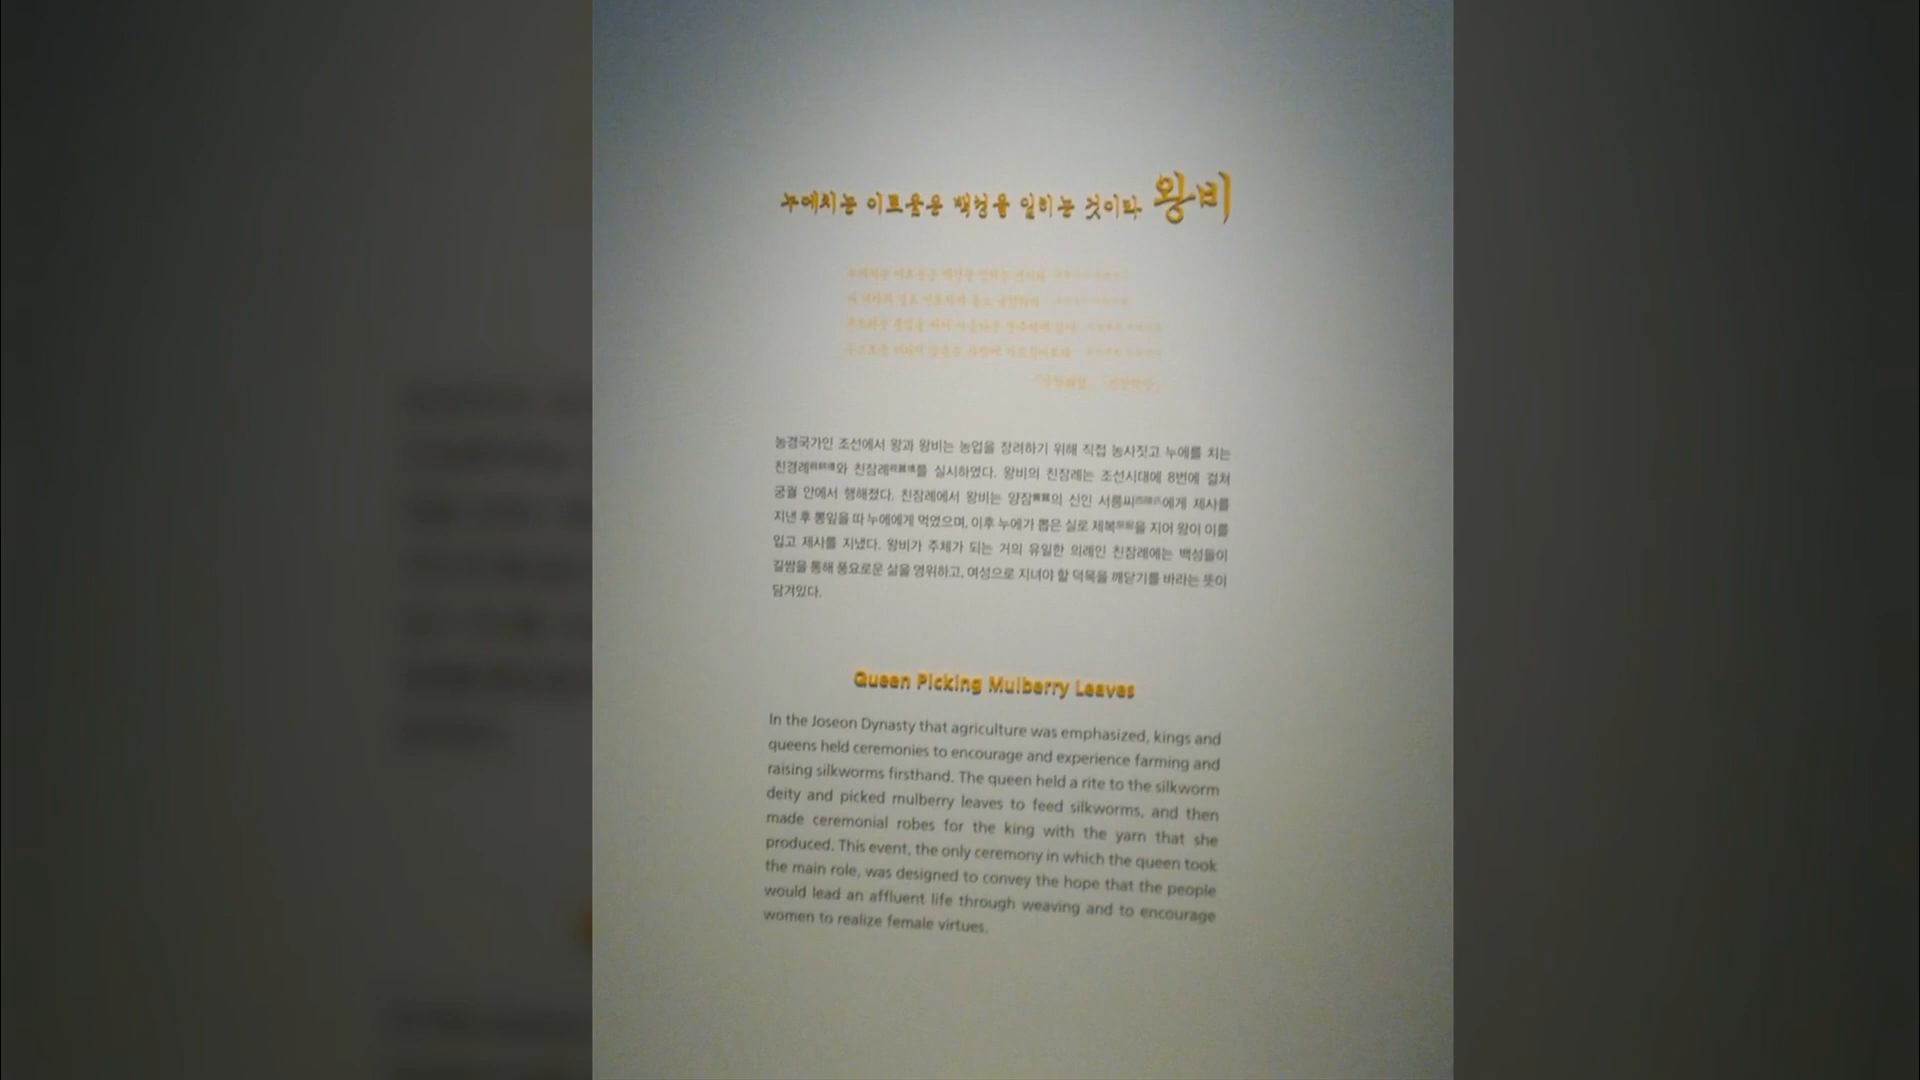 누에치는 이로움은 백성을 입히는 것이라 왕비
농경국가인 조선에서 왕과 왕비는 농업을 장려하기 위해 직접 농사짓고 누에를 치는
친경례와 친잠례를 실시하였다. 왕비의 친잠례는 조선시대에 8번에 걸쳐
궁궐 안에서 행해졌다. 친잠례에서 왕비는 양잠의 신인 서릉씨에게 제사를
지낸 후 뽕잎을 따 누에에게 먹였으며, 이후 누에가 뽑은 실로 제복을 지어 왕이 이를
입고 제사를 지냈다. 왕비가 주체가 되는 거의 유일한 의례인 친잠례에는 백성들이
길쌈을 통해 풍요로운 삶을 영위하고, 여성으로 지녀야 할 덕목을 깨닫기를 바라는 뜻이
담겨있다.
Queen Picking Mulberry Leaves
In the Joseon Dynasty that agriculture was emphasized, kings and
queens held ceremonies to encourage and experience farming and
raising silkworms firsthand. The queen held a rite to the silkworm
deity and picked mulberry leaves to feed silkworms, and then
made ceremonial robes for the king with the yarn that she
produced. This event, the only ceremony in which the queen took
the main role, was designed to convey the hope that the people
would lead an affluent life through weaving and to encourage
women to realize female virtues.